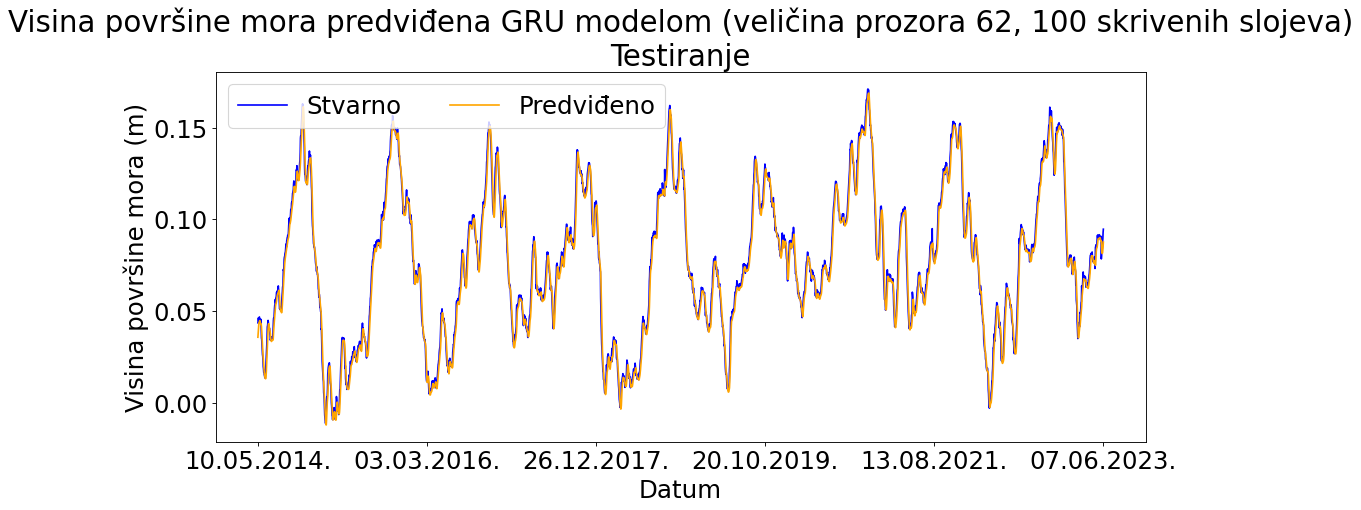 Visina površine mora predviđena GRU modelom (veličina prozora 62, 100 skrivenih slojeva)
Testiranje
Stvarno
Predviđeno
Visina površine mora (m)
0.15
0.10
0.05
0.00
10.05.2014. 03.03.2016. 26.12.2017. 20.10.2019. 13.08.2021. 07.06.2023.
Datum